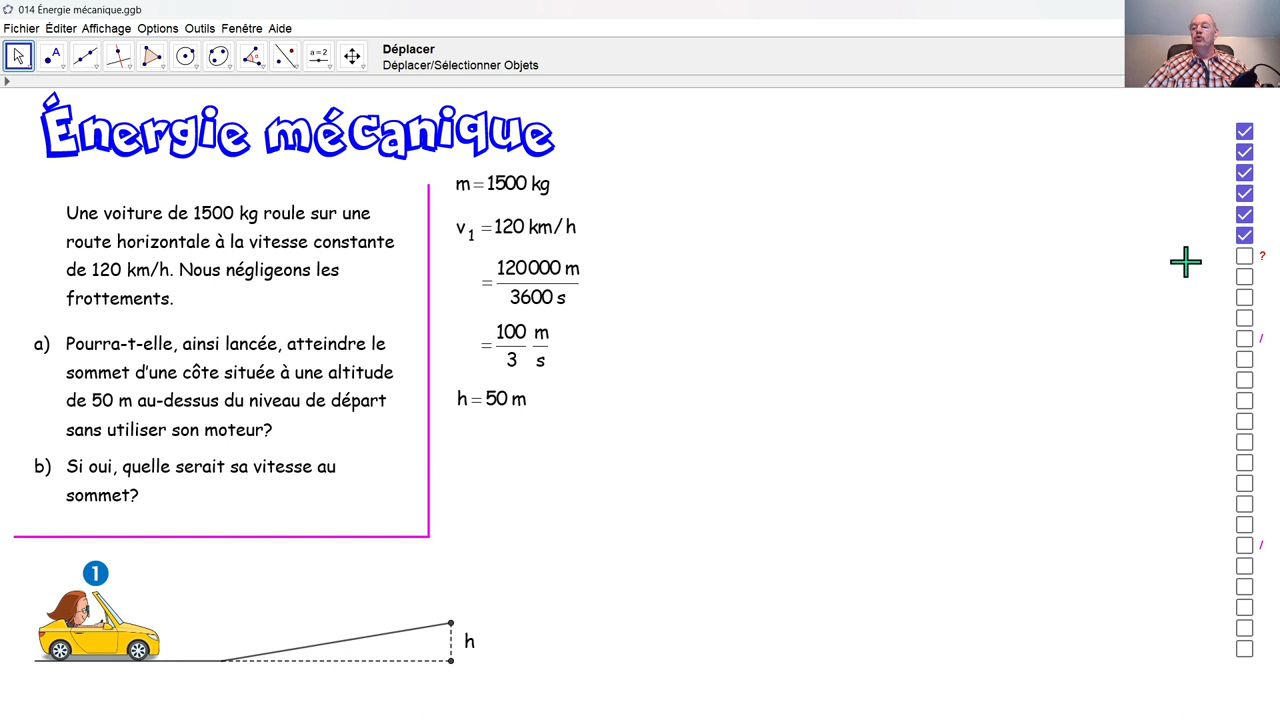 014 Énergie mécanique.ggb
Fichier Éditer Affichage Options Outils Fenêtre Aide
A
a=2
Déplacer
Déplacer/Sélectionner Objets
Énergie mécanique
Une voiture de 1500 kg roule sur une
route horizontale à la vitesse constante
de 120 km/h. Nous négligeons les
frottements.
a) Pourra-t-elle, ainsi lancée, atteindre le
sommet d'une côte située à une altitude
de 50 m au-dessus du niveau de départ
sans utiliser son moteur?
b) Si oui, quelle serait sa vitesse au
sommet?
m = 1500 kg
v1 = 120 km/h
= 120000 m / 3600 s
= 100/3 m/s
h = 50 m
?
/
/
1
h